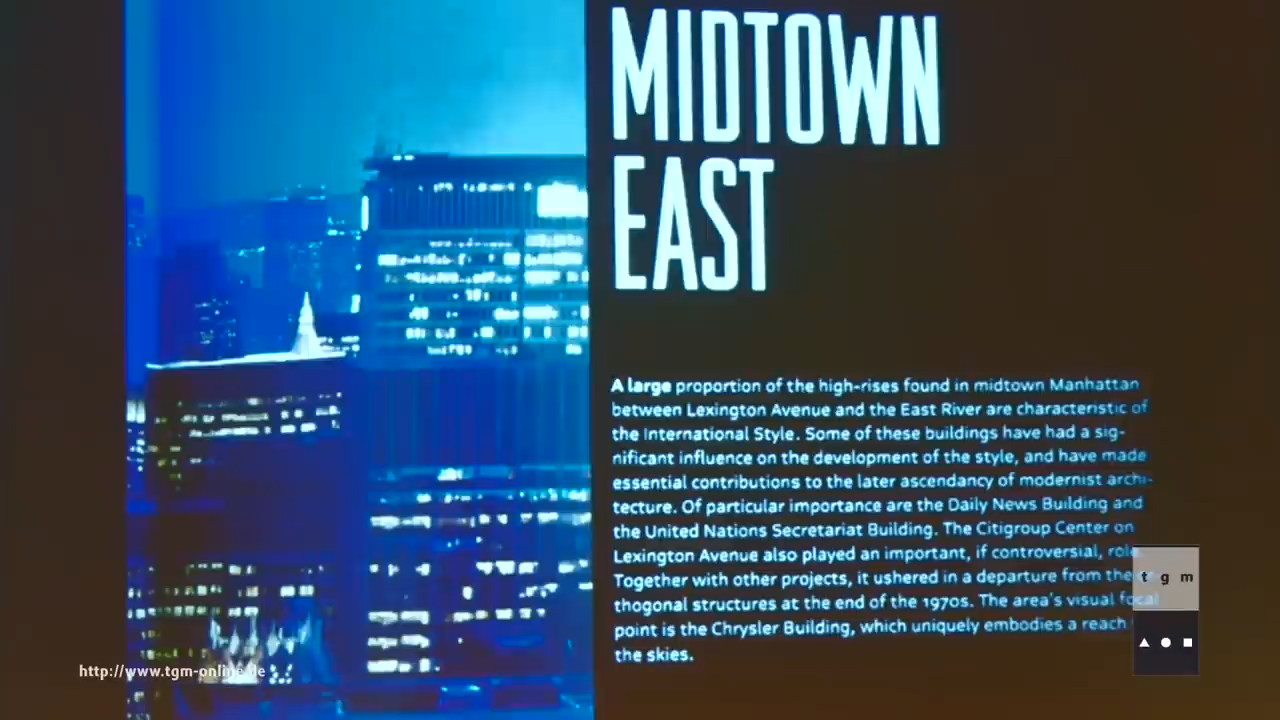 MIDTOWN
EAST
A large proportion of the high-rises found in midtown Manhattan
between Lexington Avenue and the East River are characteristic of
the International Style. Some of these buildings have had a sig-
nificant influence on the development of the style, and have made
essential contributions to the later ascendancy of modernist archi-
tecture. Of particular importance are the Daily News Building and
the United Nations Secretariat Building. The Citigroup Center on
Lexington Avenue also played an important, if controversial, role.
Together with other projects, it ushered in a departure from the
thogonal structures at the end of the 1970s. The area's visual focal
point is the Chrysler Building, which uniquely embodies a reach
the skies.
t g m
http://www.tgm-online.de